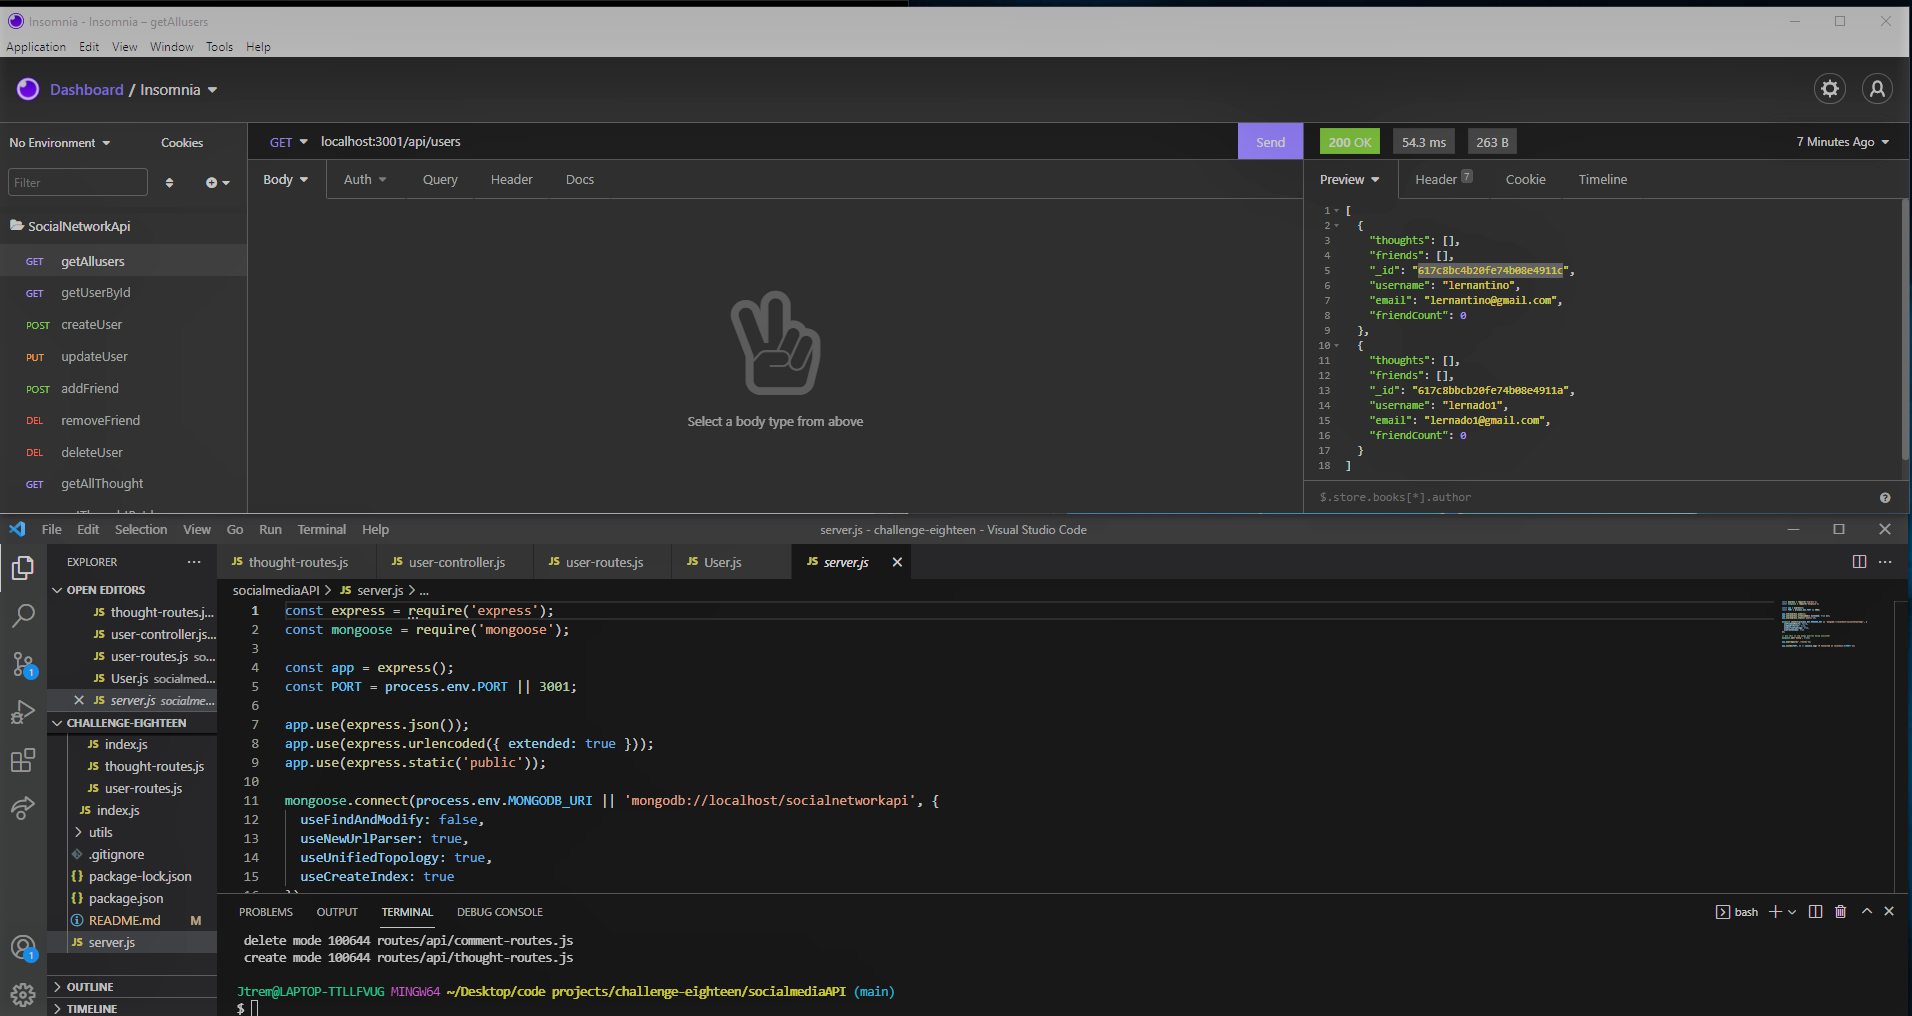 Insomnia - Insomnia – getAllusers
Application Edit View Window Tools Help
Dashboard / Insomnia
No Environment Cookies
GET localhost:3001/api/users Send
200 OK 54.3 ms 263 B 7 Minutes Ago
Filter
Body Auth Query Header Docs
Preview Header 7 Cookie Timeline
SocialNetworkApi
GET getAllusers
GET getUserById
POST createUser
PUT updateUser
POST addFriend
DEL removeFriend
DEL deleteUser
GET getAllThought
Select a body type from above
1 [
2 {
3 "thoughts": [],
4 "friends": [],
5 "_id": "617c8bc4b20fe74b08e4911c",
6 "username": "lernantino",
7 "email": "lernantino@gmail.com",
8 "friendCount": 0
9 },
10 {
11 "thoughts": [],
12 "friends": [],
13 "_id": "617c8bbcb20fe74b08e4911a",
14 "username": "lernado1",
15 "email": "lernado1@gmail.com",
16 "friendCount": 0
17 }
18 ]
$.store.books[*].author
File Edit Selection View Go Run Terminal Help
server.js - challenge-eighteen - Visual Studio Code
EXPLORER ...
JS thought-routes.js JS user-controller.js JS user-routes.js JS User.js JS server.js
OPEN EDITORS
JS thought-routes.j...
JS user-controller.js...
JS user-routes.js so...
JS User.js socialmed...
JS server.js socialme...
CHALLENGE-EIGHTEEN
JS index.js
JS thought-routes.js
JS user-routes.js
JS index.js
utils
.gitignore
{} package-lock.json
{} package.json
README.md M
JS server.js
OUTLINE
TIMELINE
1
1
socialmediaAPI > JS server.js > ...
1 const express = require('express');
2 const mongoose = require('mongoose');
3
4 const app = express();
5 const PORT = process.env.PORT || 3001;
6
7 app.use(express.json());
8 app.use(express.urlencoded({ extended: true }));
9 app.use(express.static('public'));
10
11 mongoose.connect(process.env.MONGODB_URI || 'mongodb://localhost/socialnetworkapi', {
12 useFindAndModify: false,
13 useNewUrlParser: true,
14 useUnifiedTopology: true,
15 useCreateIndex: true
PROBLEMS OUTPUT TERMINAL DEBUG CONSOLE
bash
delete mode 100644 routes/api/comment-routes.js
create mode 100644 routes/api/thought-routes.js
Jtrem@LAPTOP-TTLLFVUG MINGW64 ~/Desktop/code projects/challenge-eighteen/socialmediaAPI (main)
$